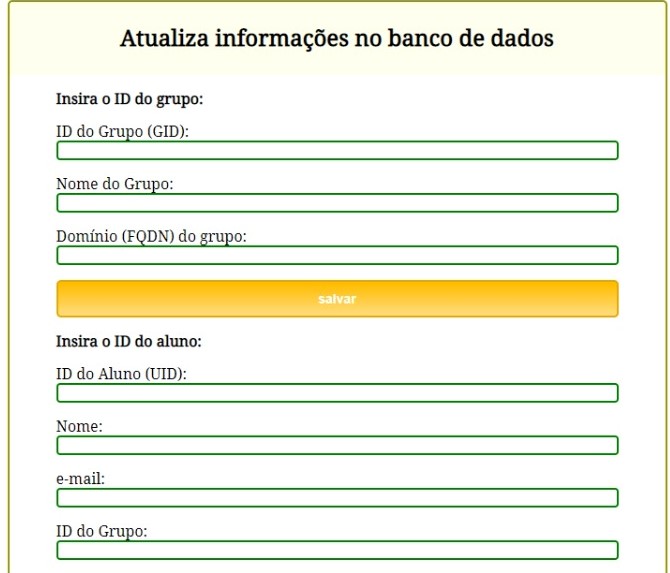 Atualiza informações no banco de dados
Insira o ID do grupo:
ID do Grupo (GID):
Nome do Grupo:
Domínio (FQDN) do grupo:
salvar
Insira o ID do aluno:
ID do Aluno (UID):
Nome:
e-mail:
ID do Grupo: